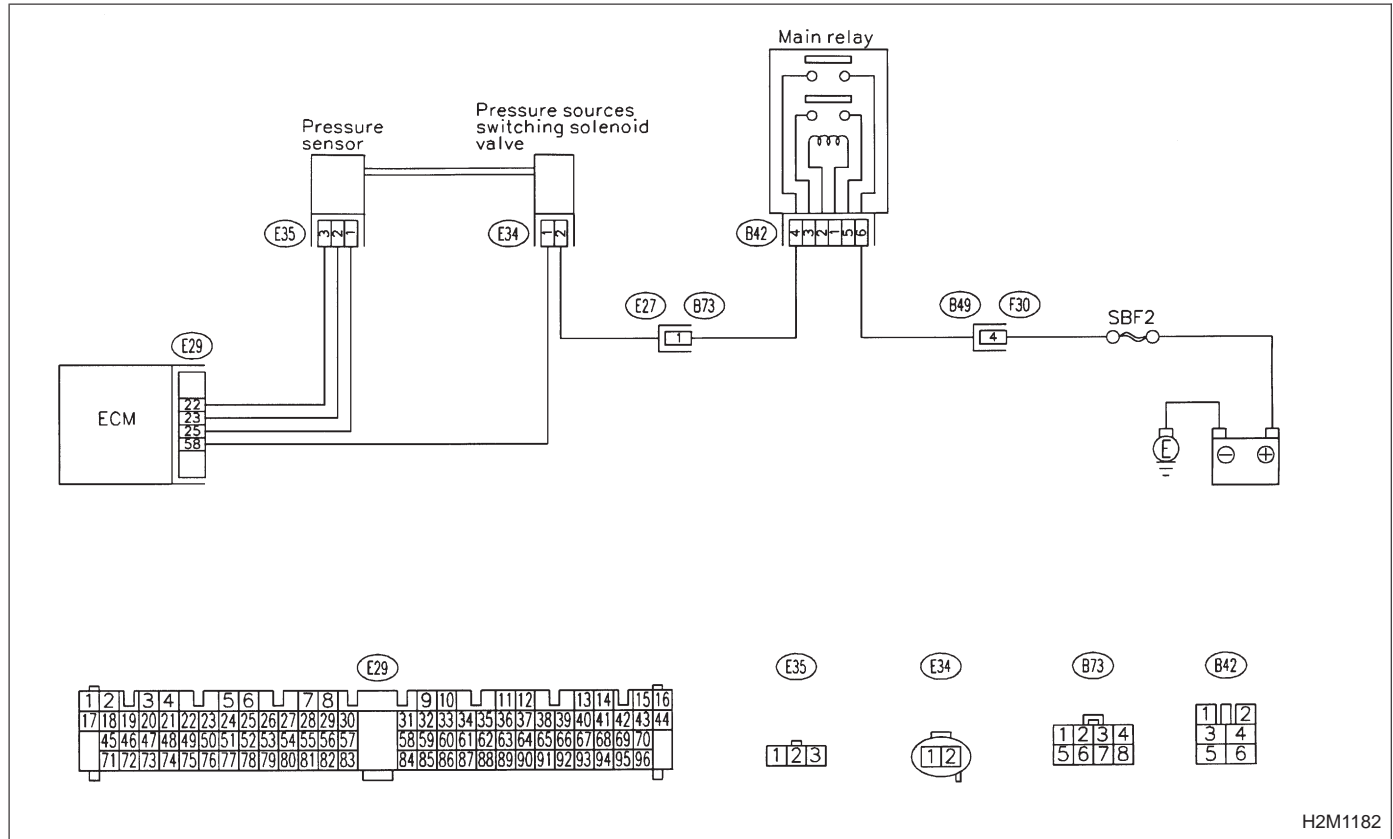 Main relay
Pressure sources
switching solenoid
valve
Pressure
sensor
E35
3 2 1
E34
1 2
B42
4 3 2 1 5 6
E27 B73
1
B49 F30
4
SBF2
E29
ECM
22
23
25
58
E
⊖ ⊕
E29
1 2 3 4 5 6 7 8 9 10 11 12 13 14 15 16
17 18 19 20 21 22 23 24 25 26 27 28 29 30 31 32 33 34 35 36 37 38 39 40 41 42 43 44
45 46 47 48 49 50 51 52 53 54 55 56 57 58 59 60 61 62 63 64 65 66 67 68 69 70
71 72 73 74 75 76 77 78 79 80 81 82 83 84 85 86 87 88 89 90 91 92 93 94 95 96
E35
1 2 3
E34
1 2
B73
1 2 3 4
5 6 7 8
B42
1 2
3 4
5 6
H2M1182